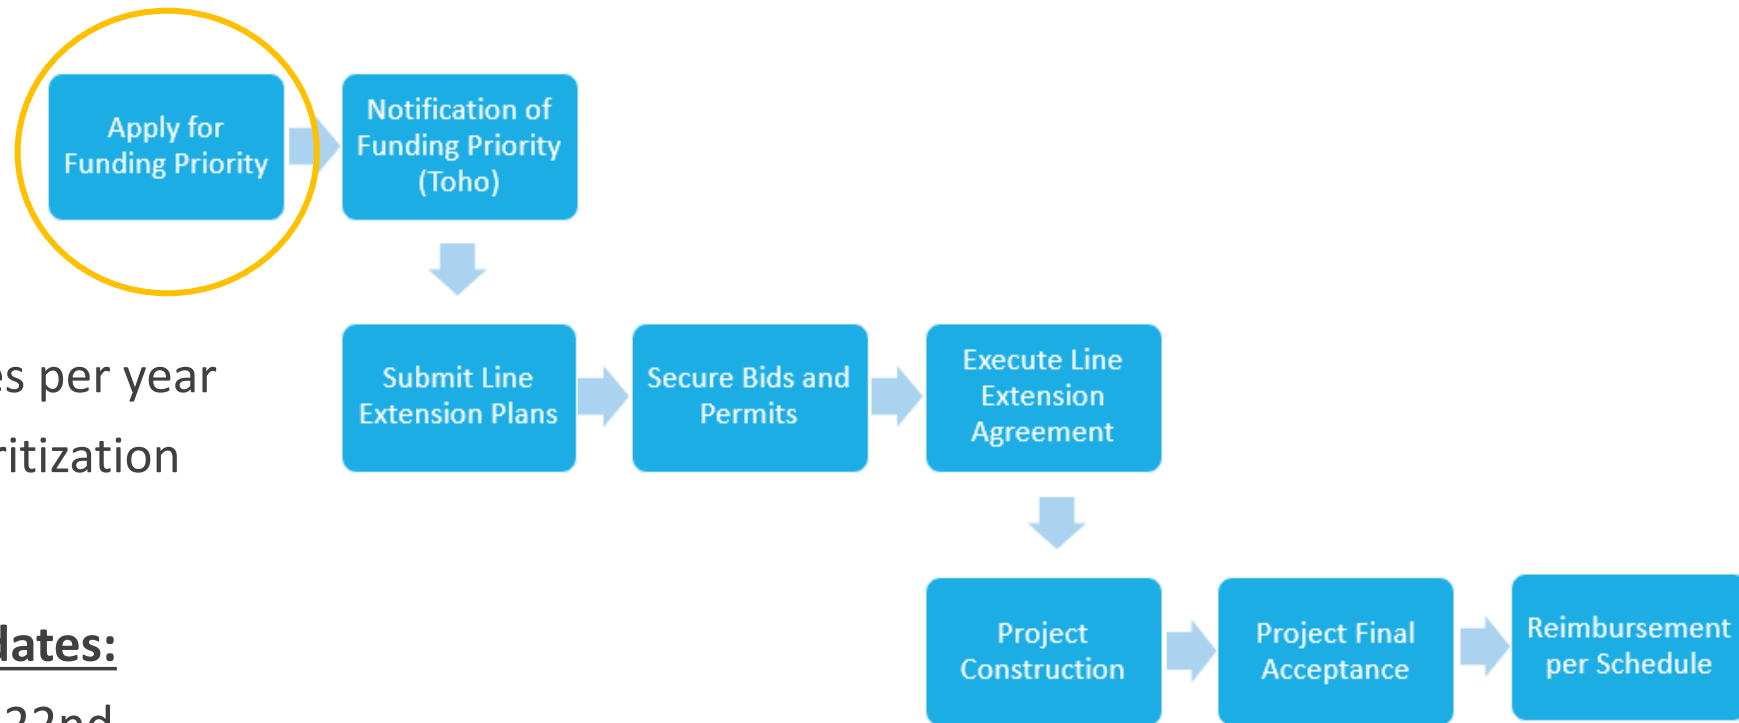 Apply for
Funding Priority
Notification of
Funding Priority
(Toho)
es per year
ritization
Submit Line
Extension Plans
Secure Bids and
Permits
Execute Line
Extension
Agreement
dates:
22nd
Project
Construction
Project Final
Acceptance
Reimbursement
per Schedule